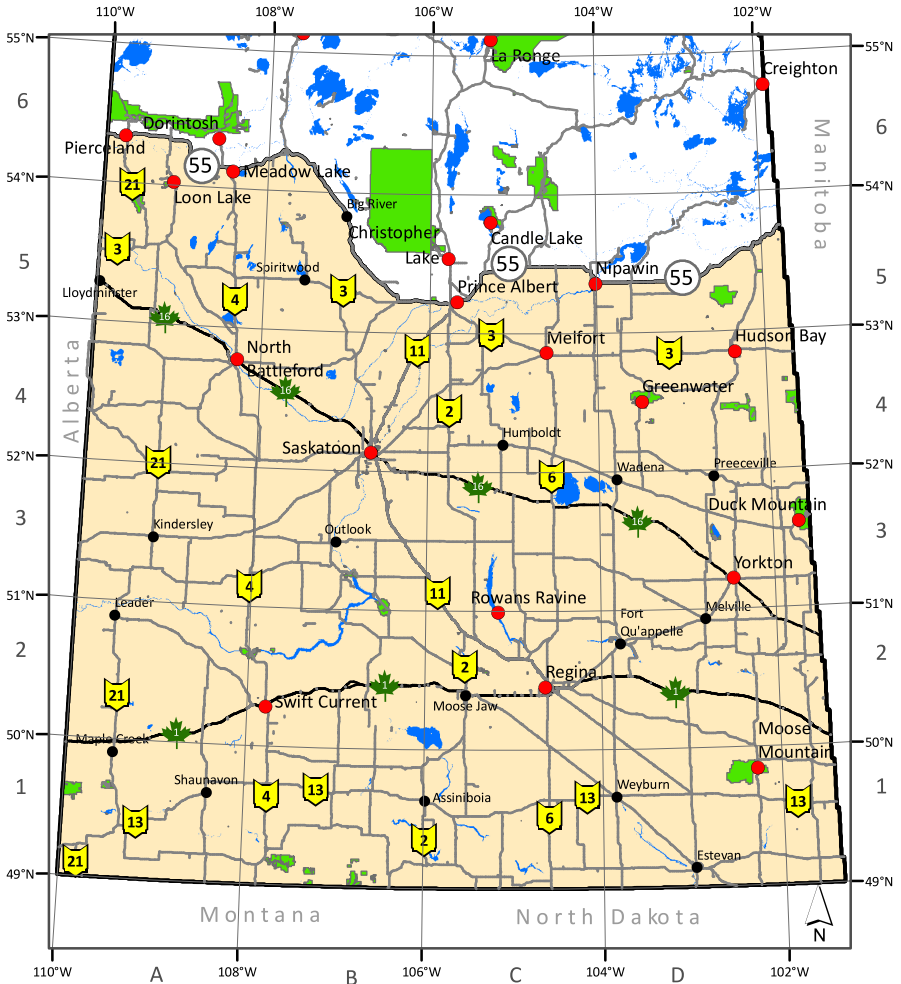 110°W 108°W 106°W 104°W 102°W
55°N 55°N
La Ronge
Creighton
6 6
Manitoba
Dorintosh
Pierceland
55
Meadow Lake
54°N 54°N
21
Loon Lake
Big River
Christopher
Lake
Candle Lake
3
5 5
55
Nipawin
55
Spiritwood
Lloydminster
4
3
Prince Albert
16
53°N 53°N
11
3
Melfort
3
Hudson Bay
North
Battleford
Alberta
16
Greenwater
4 4
2
Humboldt
Saskatoon
52°N 52°N
21
16
6
Wadena
Preeceville
Duck Mountain
3 3
16
Kindersley
Outlook
Yorkton
4
11
51°N 51°N
Leader
Rowans Ravine
Melville
Fort
Qu'appelle
2 2
2
Regina
21
1
1
Moose Jaw
Swift Current
50°N 50°N
Maple Creek
1
Moose
Mountain
Shaunavon
1 1
4
13
Assiniboia
13
Weyburn
13
13
6
2
21
Estevan
49°N 49°N
Montana
North Dakota
N
110°W A 108°W B 106°W C 104°W D 102°W